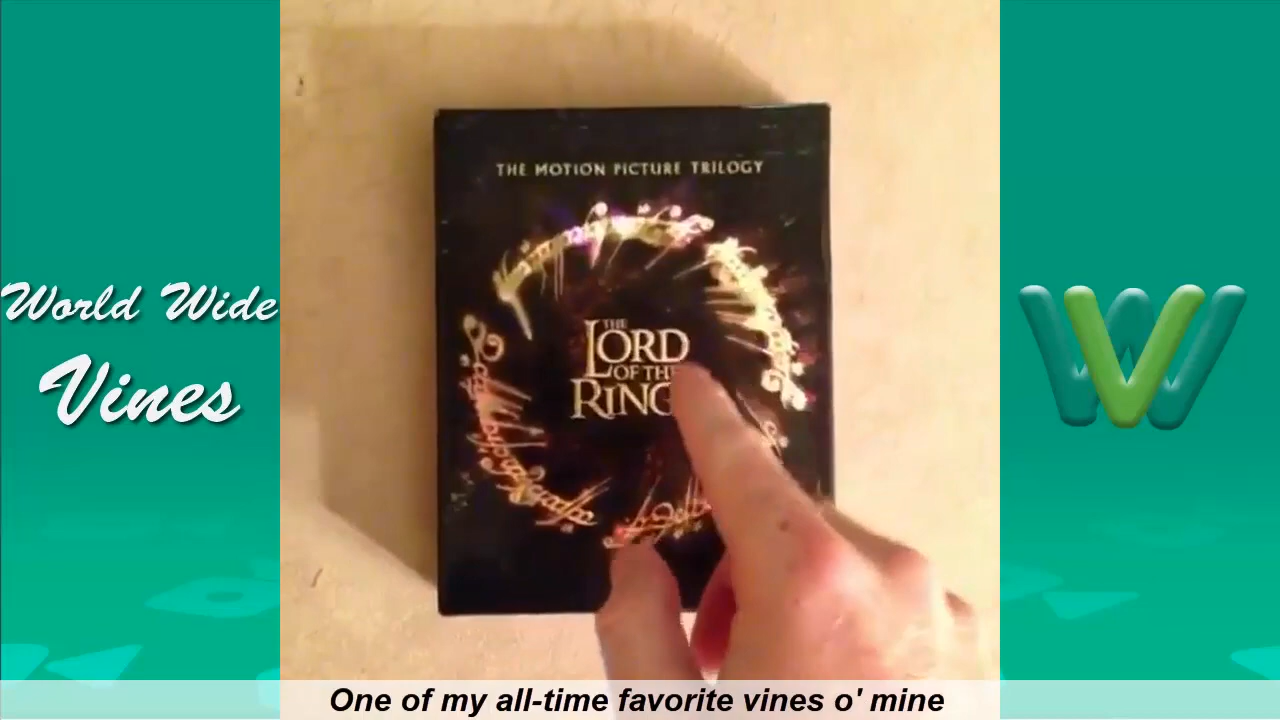 World Wide
Vines
THE MOTION PICTURE TRILOGY
THE
LORD
OF THE
RING
W
One of my all-time favorite vines o' mine